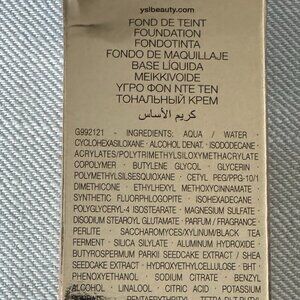 yslbeauty.com
FOND DE TEINT
FOUNDATION
FONDOTINTA
FONDO DE MAQUILLAJE
BASE LÍQUIDA
MEIKKIVOIDE
ΥΓΡΟ ΦΟΝ ΝΤΕ ΤΕΝ
ТОНАЛЬНЫЙ КРЕМ
كريم الأساس
G992121 - INGREDIENTS: AQUA / WATER ·
CYCLOHEXASILOXANE · ALCOHOL DENAT. · ISODODECANE ·
ACRYLATES/POLYTRIMETHYLSILOXYMETHACRYLATE
COPOLYMER · BUTYLENE GLYCOL · GLYCERIN ·
POLYMETHYLSILSESQUIOXANE · CETYL PEG/PPG-10/1
DIMETHICONE · ETHYLHEXYL METHOXYCINNAMATE ·
SYNTHETIC FLUORPHLOGOPITE · ISOHEXADECANE ·
POLYGLYCERYL-4 ISOSTEARATE · MAGNESIUM SULFATE ·
DISODIUM STEAROYL GLUTAMATE · PARFUM / FRAGRANCE ·
PERLITE · SACCHAROMYCES/XYLINUM/BLACK TEA
FERMENT · SILICA SILYLATE · ALUMINUM HYDROXIDE ·
BUTYROSPERMUM PARKII SEEDCAKE EXTRACT / SHEA
SEEDCAKE EXTRACT · HYDROXYETHYLCELLULOSE · BHT
· PHENOXYETHANOL · SODIUM CITRATE · BENZYL
ALCOHOL · LINALOOL · CITRIC ACID · POTASSIUM